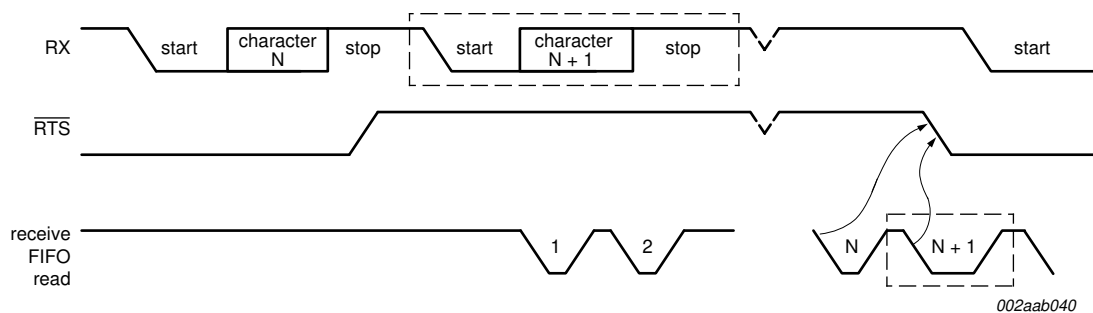 RX
start
character
N
stop
start
character
N + 1
stop
start
RTS
receive
FIFO
read
1
2
N
N + 1
002aab040